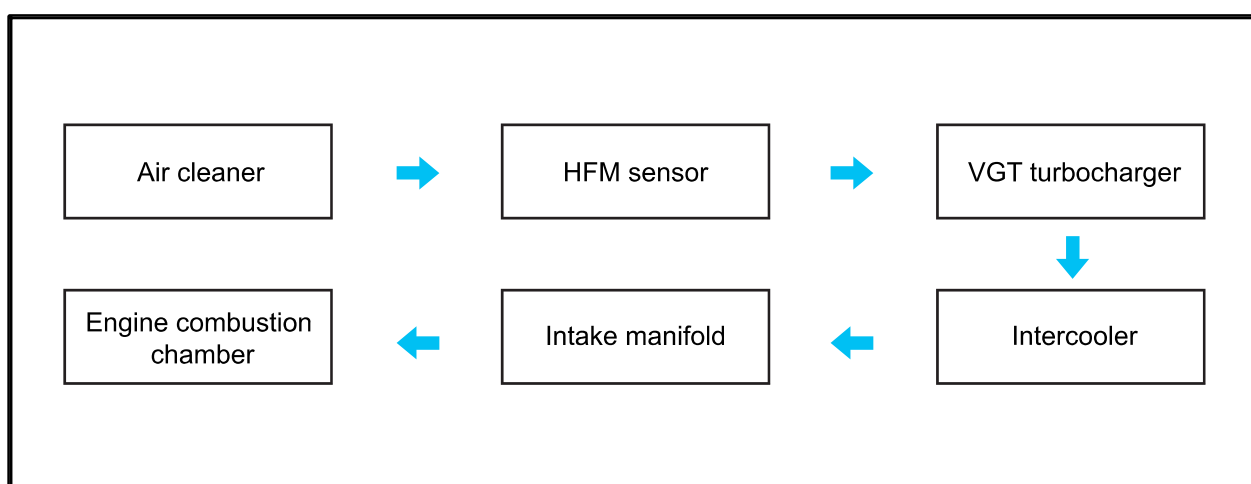 Air cleaner
HFM sensor
VGT turbocharger
Engine combustion
chamber
Intake manifold
Intercooler